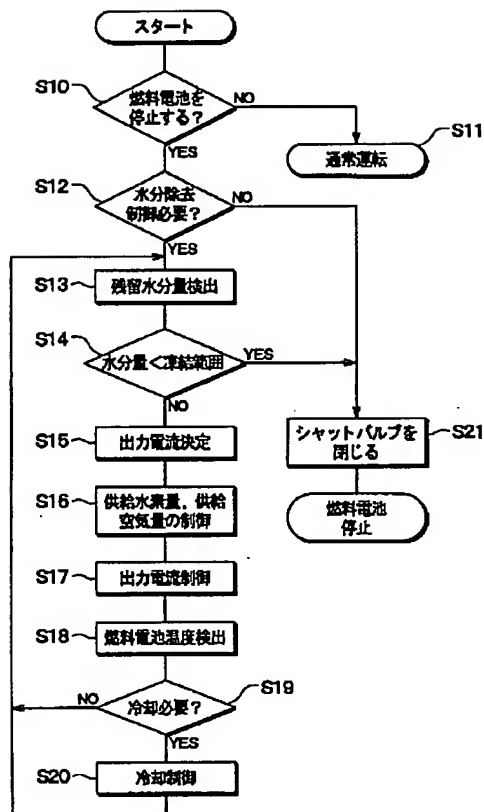 スタート
S10
燃料電池を
停止する？
NO
YES
S11
通常運転
S12
水分除去
制御必要？
NO
YES
S13
残留水分量検出
S14
水分量＜凍結範囲
YES
NO
S15
出力電流決定
S21
シャットバルブを
閉じる
S16
供給水素量，供給
空気量の制御
燃料電池
停止
S17
出力電流制御
S18
燃料電池温度検出
S19
NO
冷却必要？
YES
S20
冷却制御